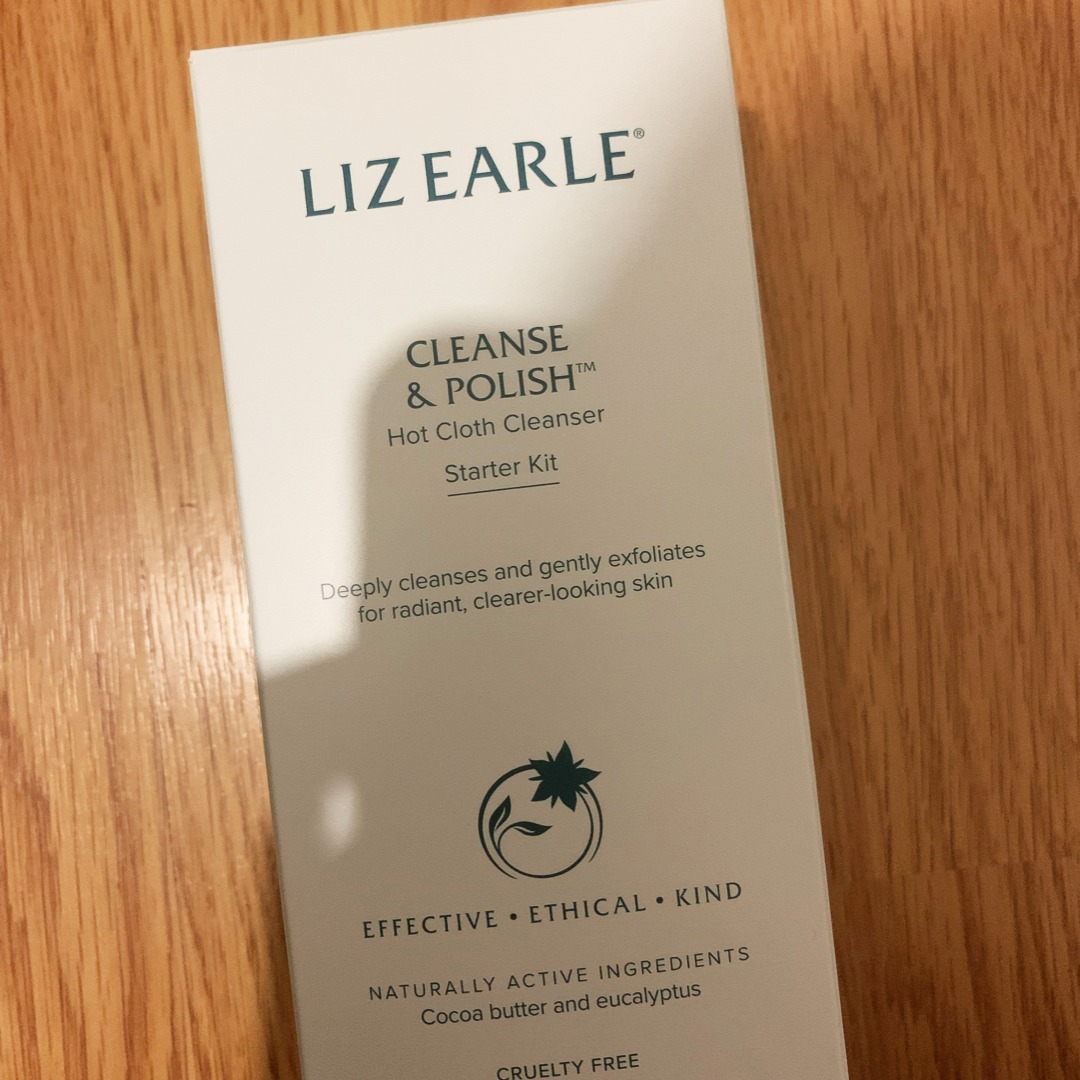 LIZ EARLE®
CLEANSE
& POLISH™
Hot Cloth Cleanser
Starter Kit
Deeply cleanses and gently exfoliates
for radiant, clearer-looking skin
EFFECTIVE • ETHICAL • KIND
NATURALLY ACTIVE INGREDIENTS
Cocoa butter and eucalyptus
CRUELTY FREE